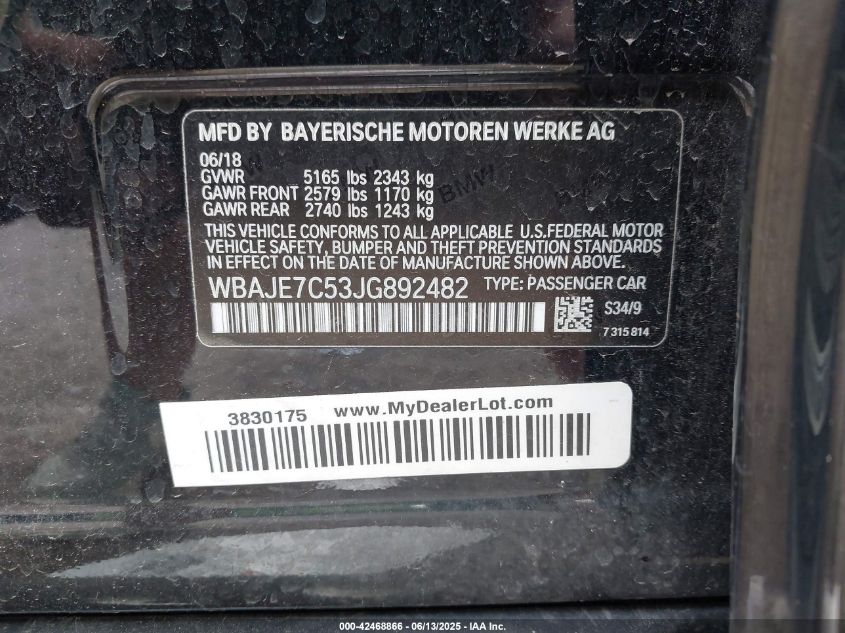 MFD BY BAYERISCHE MOTOREN WERKE AG
06/18
GVWR 5165 lbs 2343 kg
GAWR FRONT 2579 lbs 1170 kg
GAWR REAR 2740 lbs 1243 kg
THIS VEHICLE CONFORMS TO ALL APPLICABLE U.S.FEDERAL MOTOR
VEHICLE SAFETY, BUMPER AND THEFT PREVENTION STANDARDS
IN EFFECT ON THE DATE OF MANUFACTURE SHOWN ABOVE.
WBAJE7C53JG892482 TYPE: PASSENGER CAR
S34/9
7 315 814
3830175 www.MyDealerLot.com
000-42468866 - 06/13/2025 - IAA Inc.